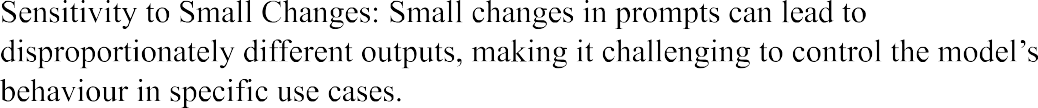 Sensitivity to Small Changes: Small changes in prompts can lead to
disproportionately different outputs, making it challenging to control the model’s
behaviour in specific use cases.